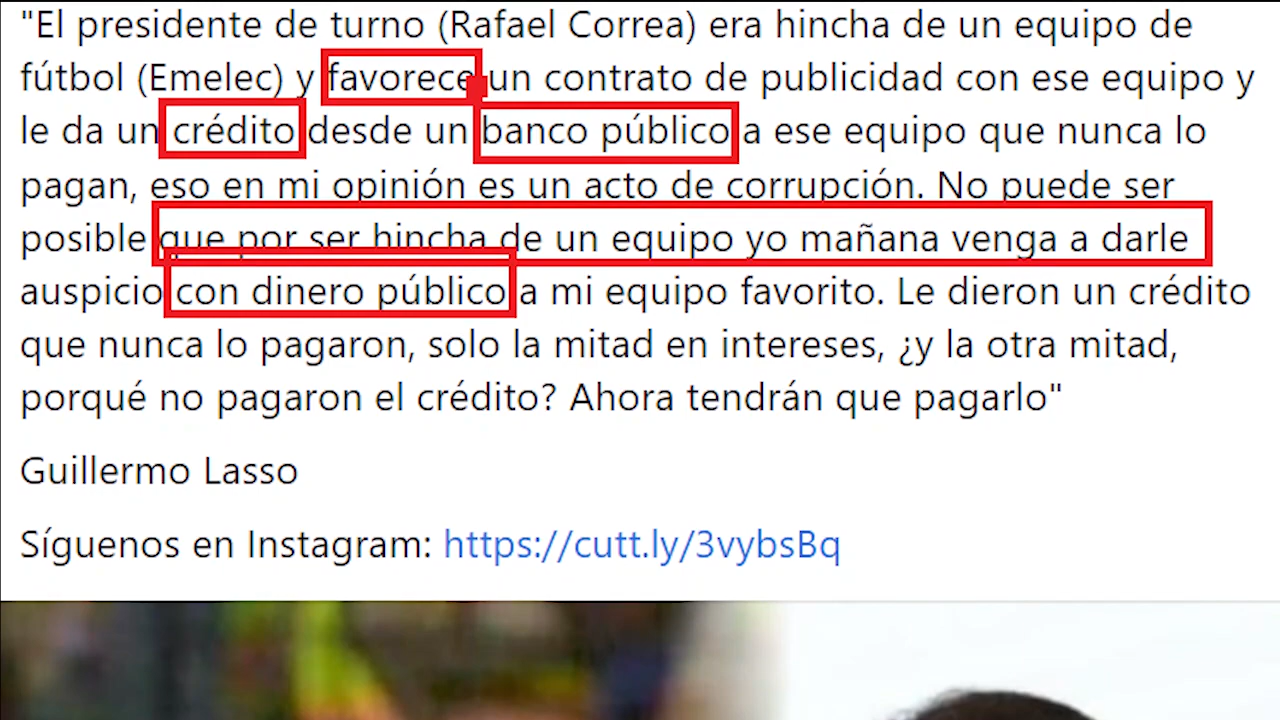 "El presidente de turno (Rafael Correa) era hincha de un equipo de
fútbol (Emelec) y favorece un contrato de publicidad con ese equipo y
le da un crédito desde un banco público a ese equipo que nunca lo
pagan, eso en mi opinión es un acto de corrupción. No puede ser
posible que por ser hincha de un equipo yo mañana venga a darle
auspicio con dinero público a mi equipo favorito. Le dieron un crédito
que nunca lo pagaron, solo la mitad en intereses, ¿y la otra mitad,
porqué no pagaron el crédito? Ahora tendrán que pagarlo"
Guillermo Lasso
Síguenos en Instagram: https://cutt.ly/3vybsBq